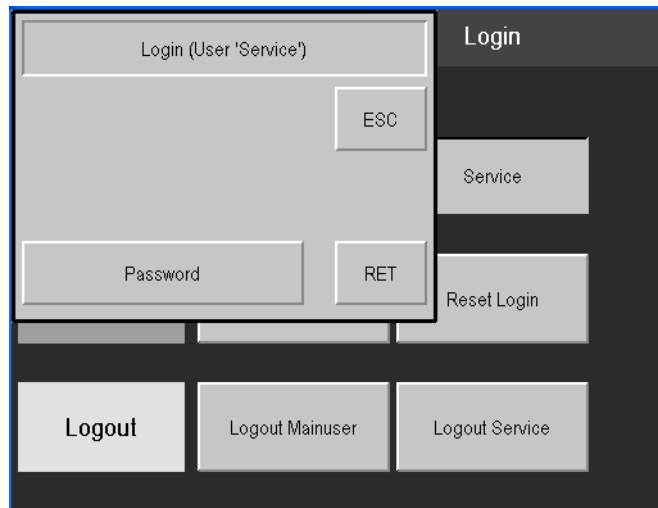 Login (User 'Service')
Login
ESC
Service
Password
RET
Reset Login
Logout
Logout Mainuser
Logout Service